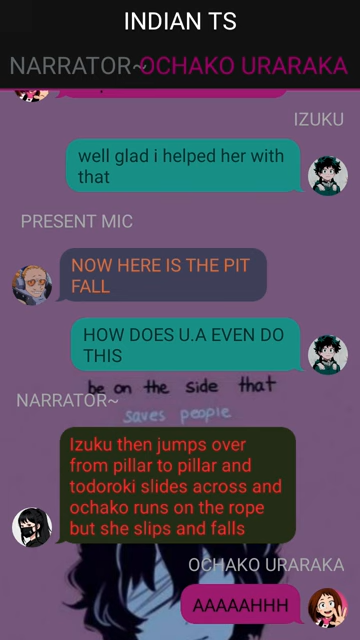 INDIAN TS
NARRATOR~ OCHAKO URARAKA
IZUKU
well glad i helped her with
that
PRESENT MIC
NOW HERE IS THE PIT
FALL
HOW DOES U.A EVEN DO
THIS
be on the side that
NARRATOR~
saves people
Izuku then jumps over
from pillar to pillar and
todoroki slides across and
ochako runs on the rope
but she slips and falls
OCHAKO URARAKA
AAAAAHHH